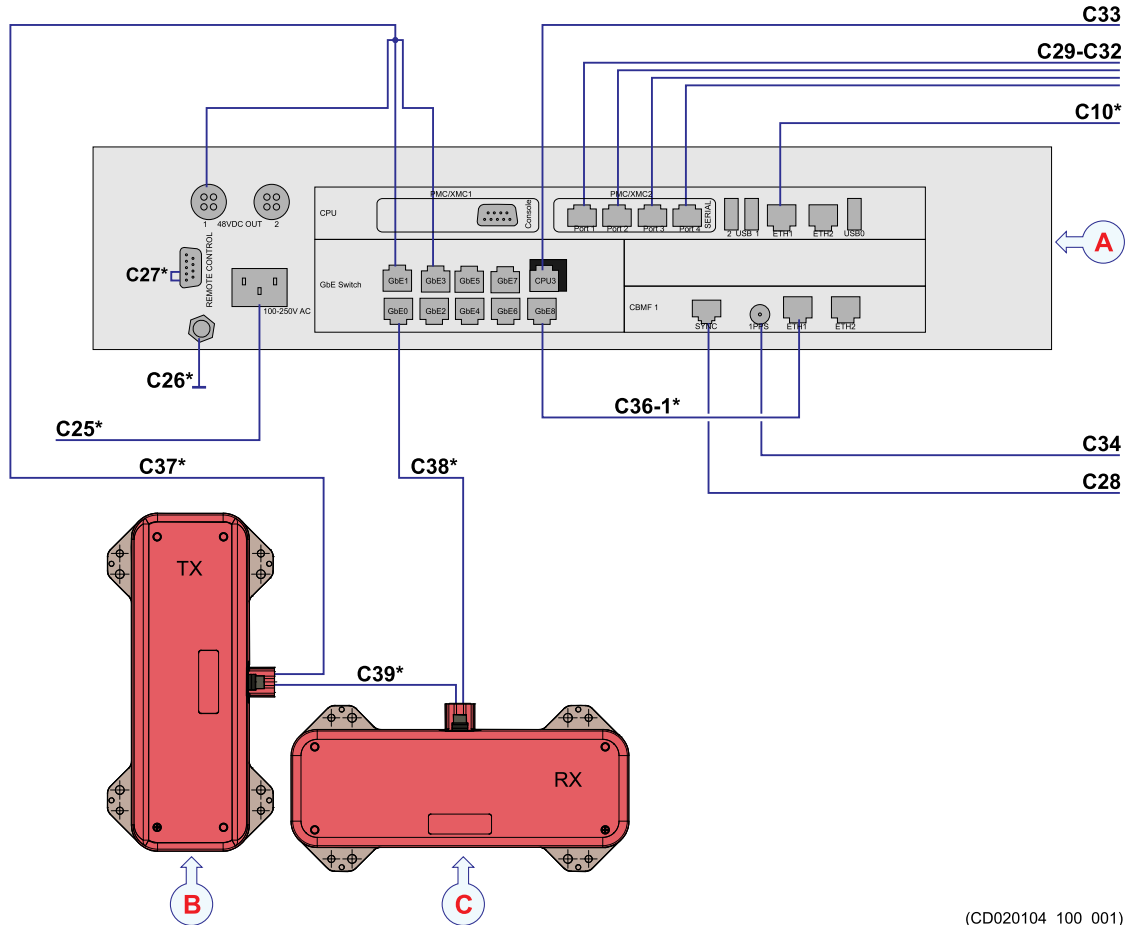 C33
C29-C32
C10*
PMC/XMC1
PMC/XMC2
CPU
Console
SERIAL
Port 1
Port 2
Port 3
Port 4
2 USB 1
ETH1
ETH2
USB0
1 48VDC OUT 2
A
C27*
REMOTE CONTROL
100-250V AC
GbE Switch
GbE1
GbE3
GbE5
GbE7
CPU3
GbE0
GbE2
GbE4
GbE6
GbE8
CBMF 1
SYNC
1PPS
ETH1
ETH2
C26*
C36-1*
C25*
C34
C37*
C38*
C28
TX
C39*
RX
B
C
(CD020104_100_001)